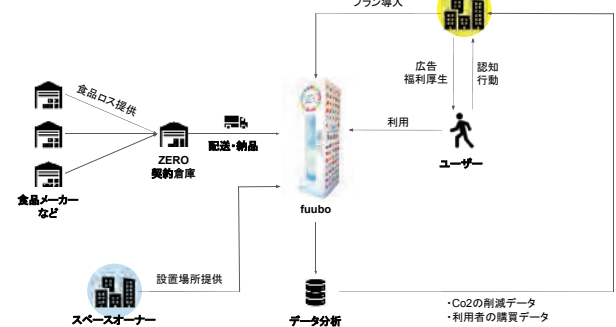 プラン導入
広告
福利厚生
認知
行動
食品ロス提供
利用
配送・納品
ZERO
契約倉庫
ユーザー
食品メーカー
など
fuubo
設置場所提供
スペースオーナー
データ分析
・Co2の削減データ
・利用者の購買データ